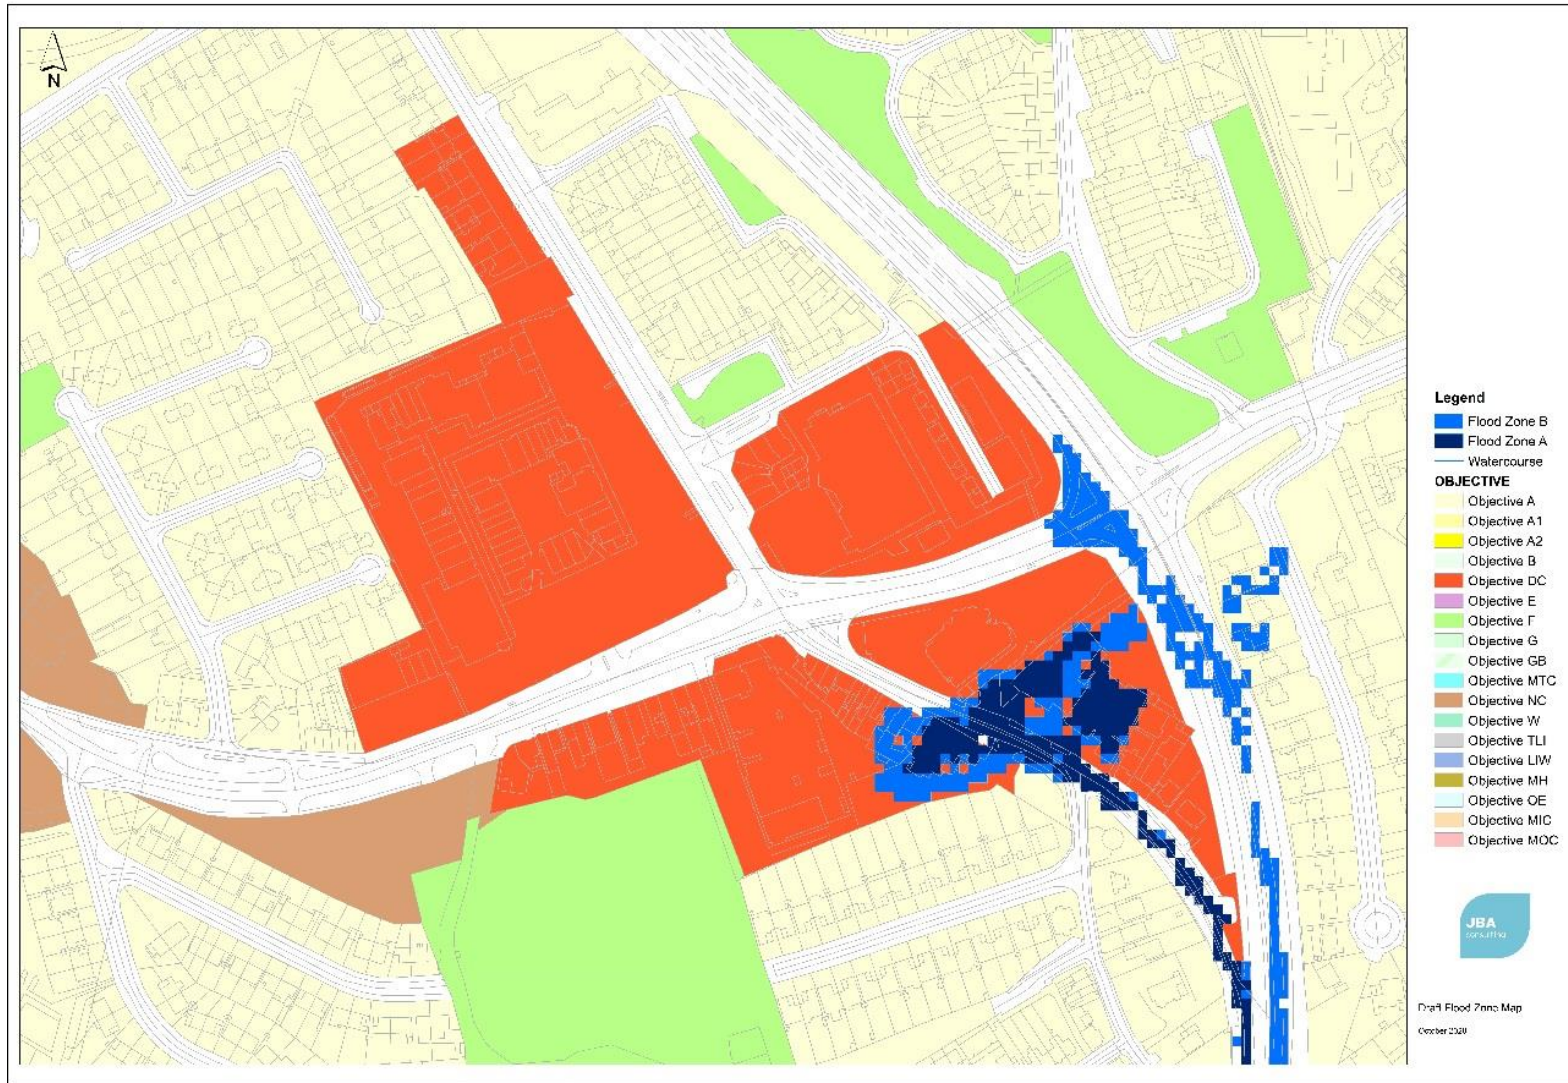 N
Legend
Flood Zone B
Flood Zone A
Watercourse
OBJECTIVE
Objective A
Objective A1
Objective A2
Objective B
Objective DC
Objective E
Objective F
Objective G
Objective GB
Objective MTC
Objective NC
Objective W
Objective TLI
Objective LIW
Objective MH
Objective OE
Objective MIC
Objective MOC
JBA
consulting
Draft Flood Zone Map
October 2020